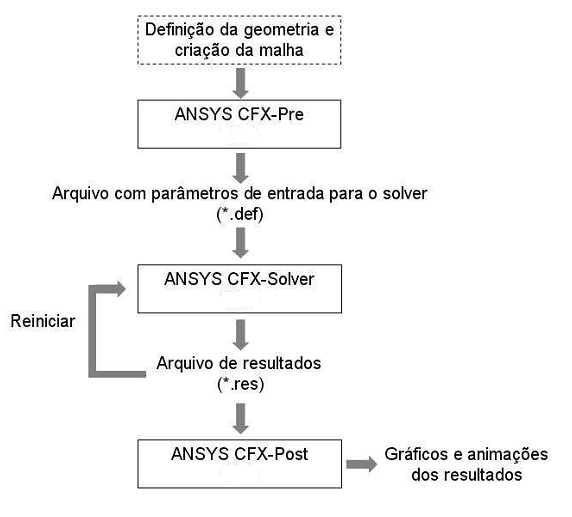 Definição da geometria e
criação da malha
ANSYS CFX-Pre
Arquivo com parâmetros de entrada para o solver
(*.def)
ANSYS CFX-Solver
Reiniciar
Arquivo de resultados
(*.res)
ANSYS CFX-Post
Gráficos e animações
dos resultados